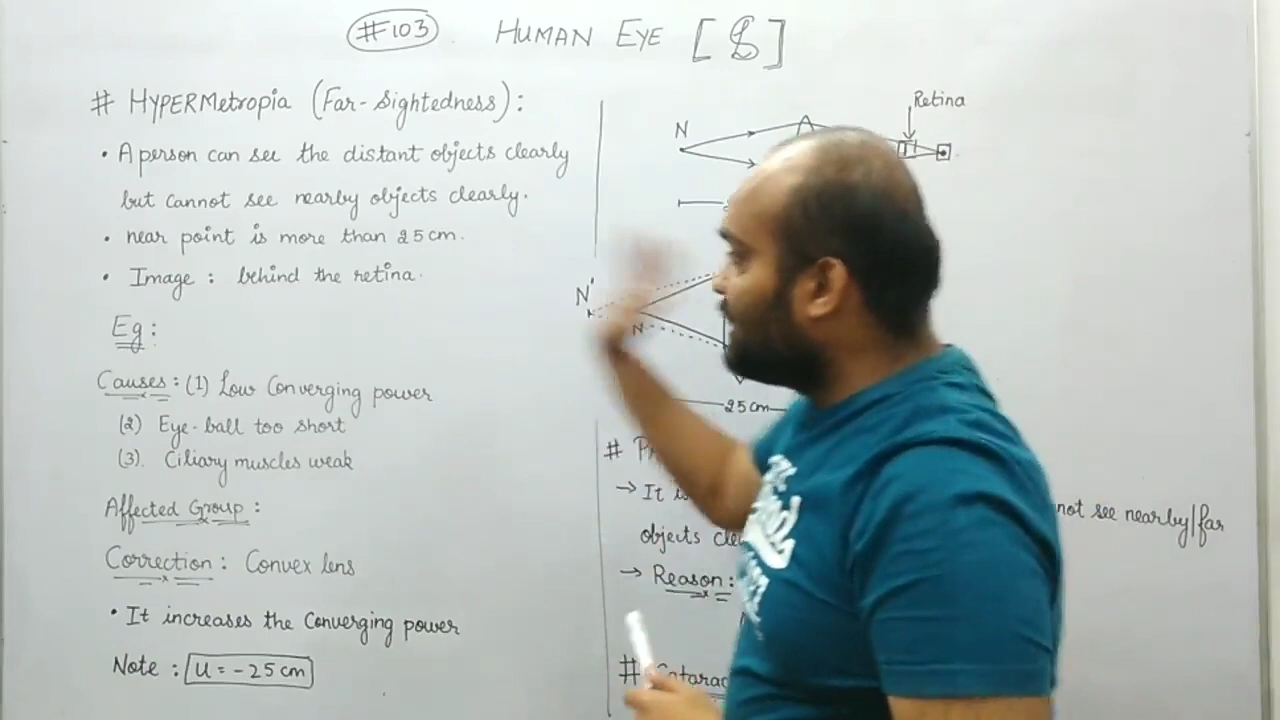 #103 HUMAN EYE
# HYPERMetropia (Far-Sightedness):
• A person can see the distant objects clearly
but cannot see nearby objects clearly.
• near point is more than 25 cm.
• Image : behind the retina.
Eg:
Causes: (1) Low Converging power
(2) Eye-ball too short
(3). Ciliary muscles weak
Affected Group:
Correction: Convex lens
• It increases the Converging power
Note: U = -25 cm
Retina
N
N'
N
25 cm
#
→ It
not see nearby/far
objects
→ Reason:
#